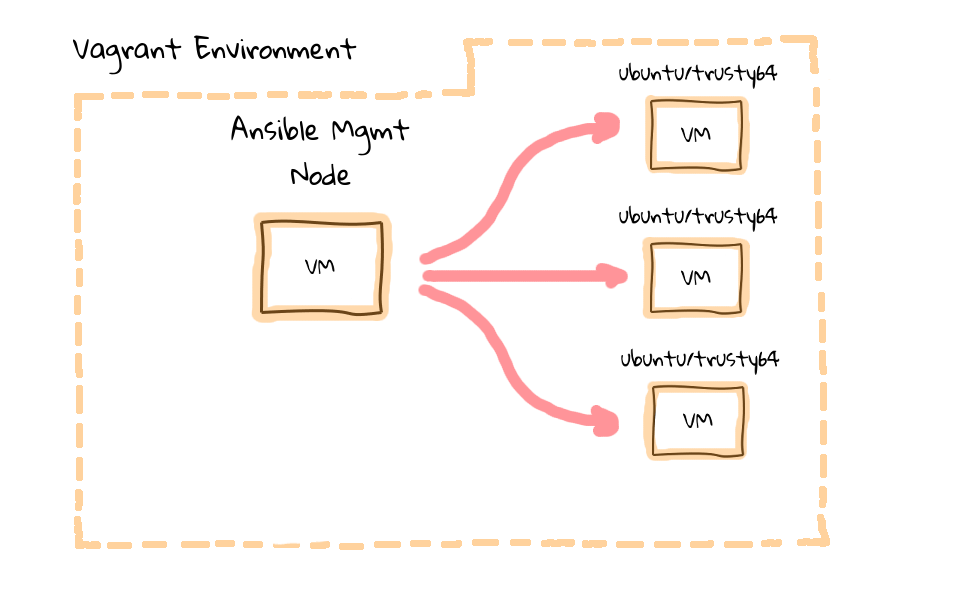 Vagrant Environment
Ansible Mgmt
Node
VM
ubuntu/trusty64
VM
ubuntu/trusty64
VM
ubuntu/trusty64
VM